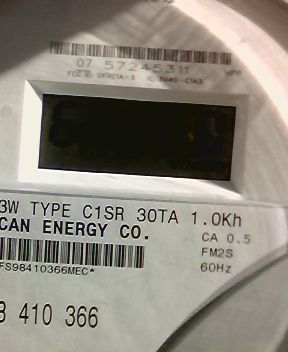 07 57245311
3W TYPE C1SR 30TA 1.0Kh
CAN ENERGY CO.
CA 0.5
FM2S
60Hz
FS98410366MEC*
8 410 366